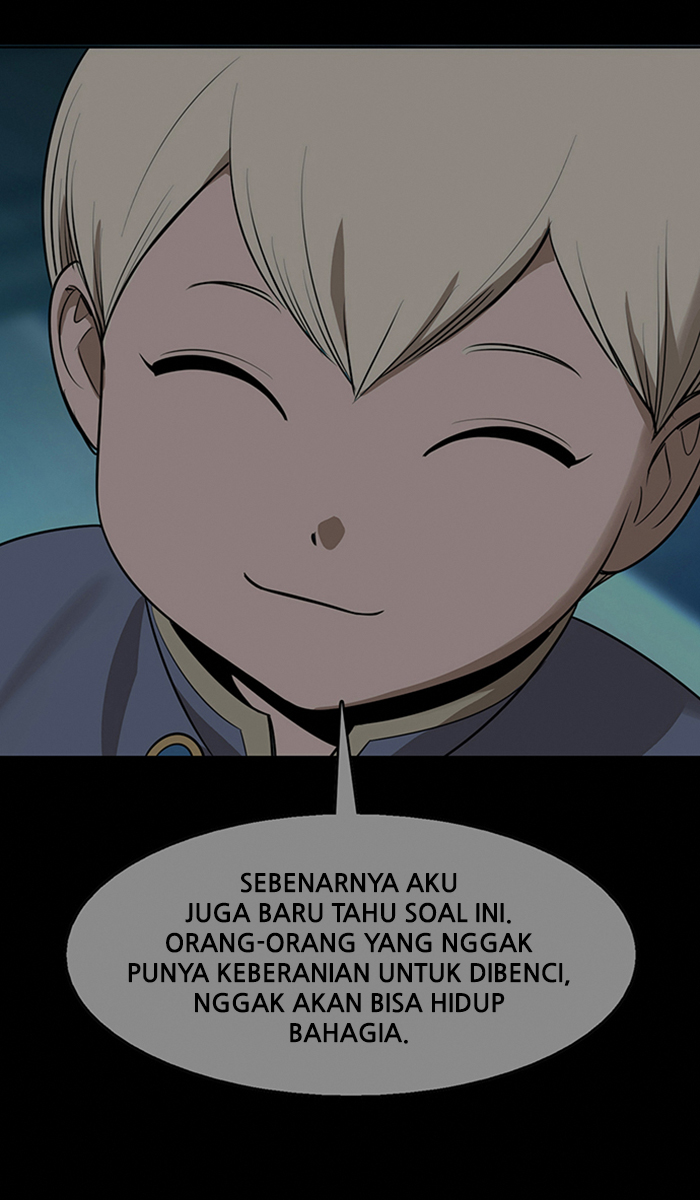 SEBENARNYA AKU
JUGA BARU TAHU SOAL INI.
ORANG-ORANG YANG NGGAK
PUNYA KEBERANIAN UNTUK DIBENCI,
NGGAK AKAN BISA HIDUP
BAHAGIA.